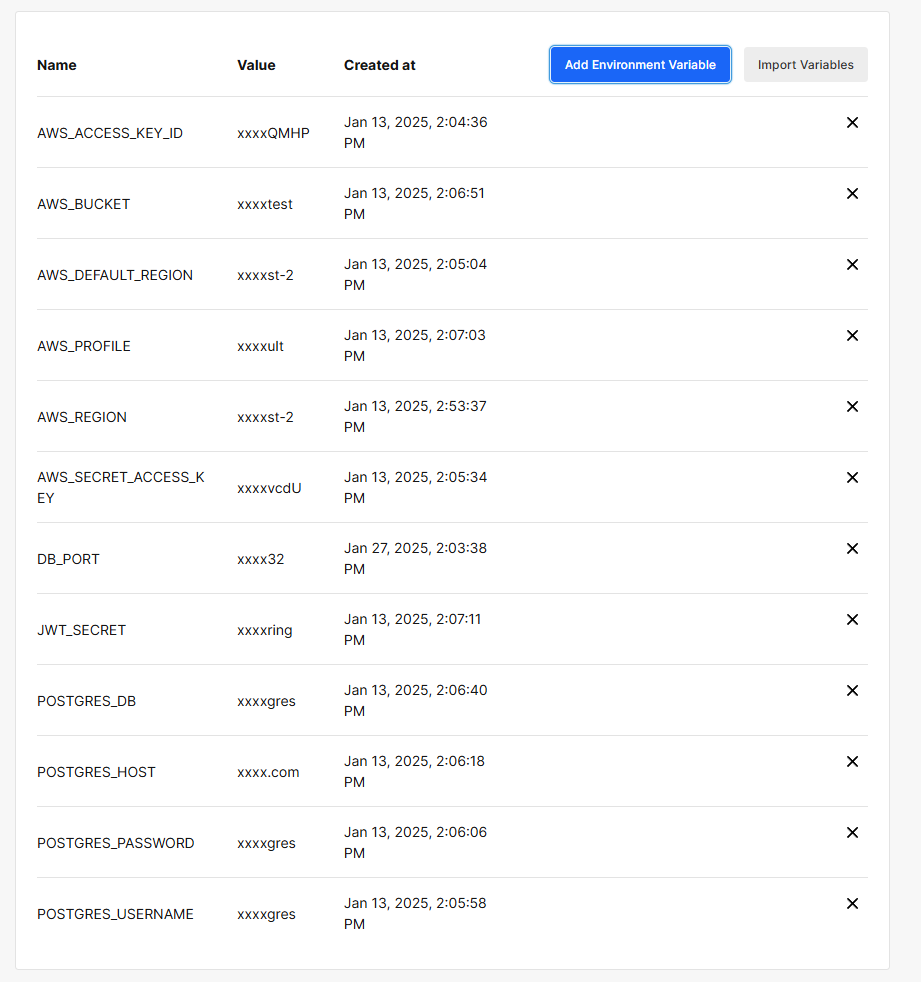 Name Value Created at Add Environment Variable Import Variables
AWS_ACCESS_KEY_ID xxxxQMHP Jan 13, 2025, 2:04:36
PM
AWS_BUCKET xxxxtest Jan 13, 2025, 2:06:51
PM
AWS_DEFAULT_REGION xxxxst-2 Jan 13, 2025, 2:05:04
PM
AWS_PROFILE xxxxult Jan 13, 2025, 2:07:03
PM
AWS_REGION xxxxst-2 Jan 13, 2025, 2:53:37
PM
AWS_SECRET_ACCESS_K
EY xxxxvcdU Jan 13, 2025, 2:05:34
PM
DB_PORT xxxx32 Jan 27, 2025, 2:03:38
PM
JWT_SECRET xxxxring Jan 13, 2025, 2:07:11
PM
POSTGRES_DB xxxxgres Jan 13, 2025, 2:06:40
PM
POSTGRES_HOST xxxx.com Jan 13, 2025, 2:06:18
PM
POSTGRES_PASSWORD xxxxgres Jan 13, 2025, 2:06:06
PM
POSTGRES_USERNAME xxxxgres Jan 13, 2025, 2:05:58
PM